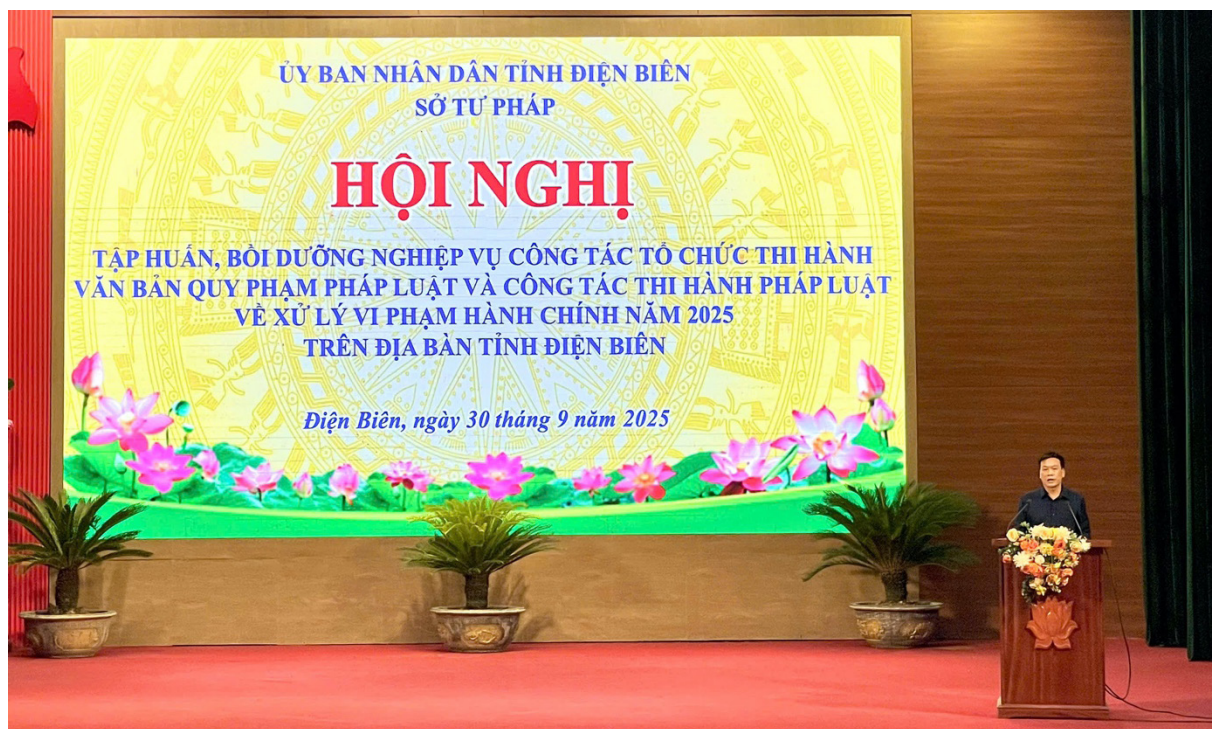 ỦY BAN NHÂN DÂN TỈNH ĐIỆN BIÊN
SỞ TƯ PHÁP
HỘI NGHỊ
TẬP HUẤN, BỒI DƯỠNG NGHIỆP VỤ CÔNG TÁC TỔ CHỨC THI HÀNH
VĂN BẢN QUY PHẠM PHÁP LUẬT VÀ CÔNG TÁC THI HÀNH PHÁP LUẬT
VỀ XỬ LÝ VI PHẠM HÀNH CHÍNH NĂM 2025
TRÊN ĐỊA BÀN TỈNH ĐIỆN BIÊN
Điện Biên, ngày 30 tháng 9 năm 2025